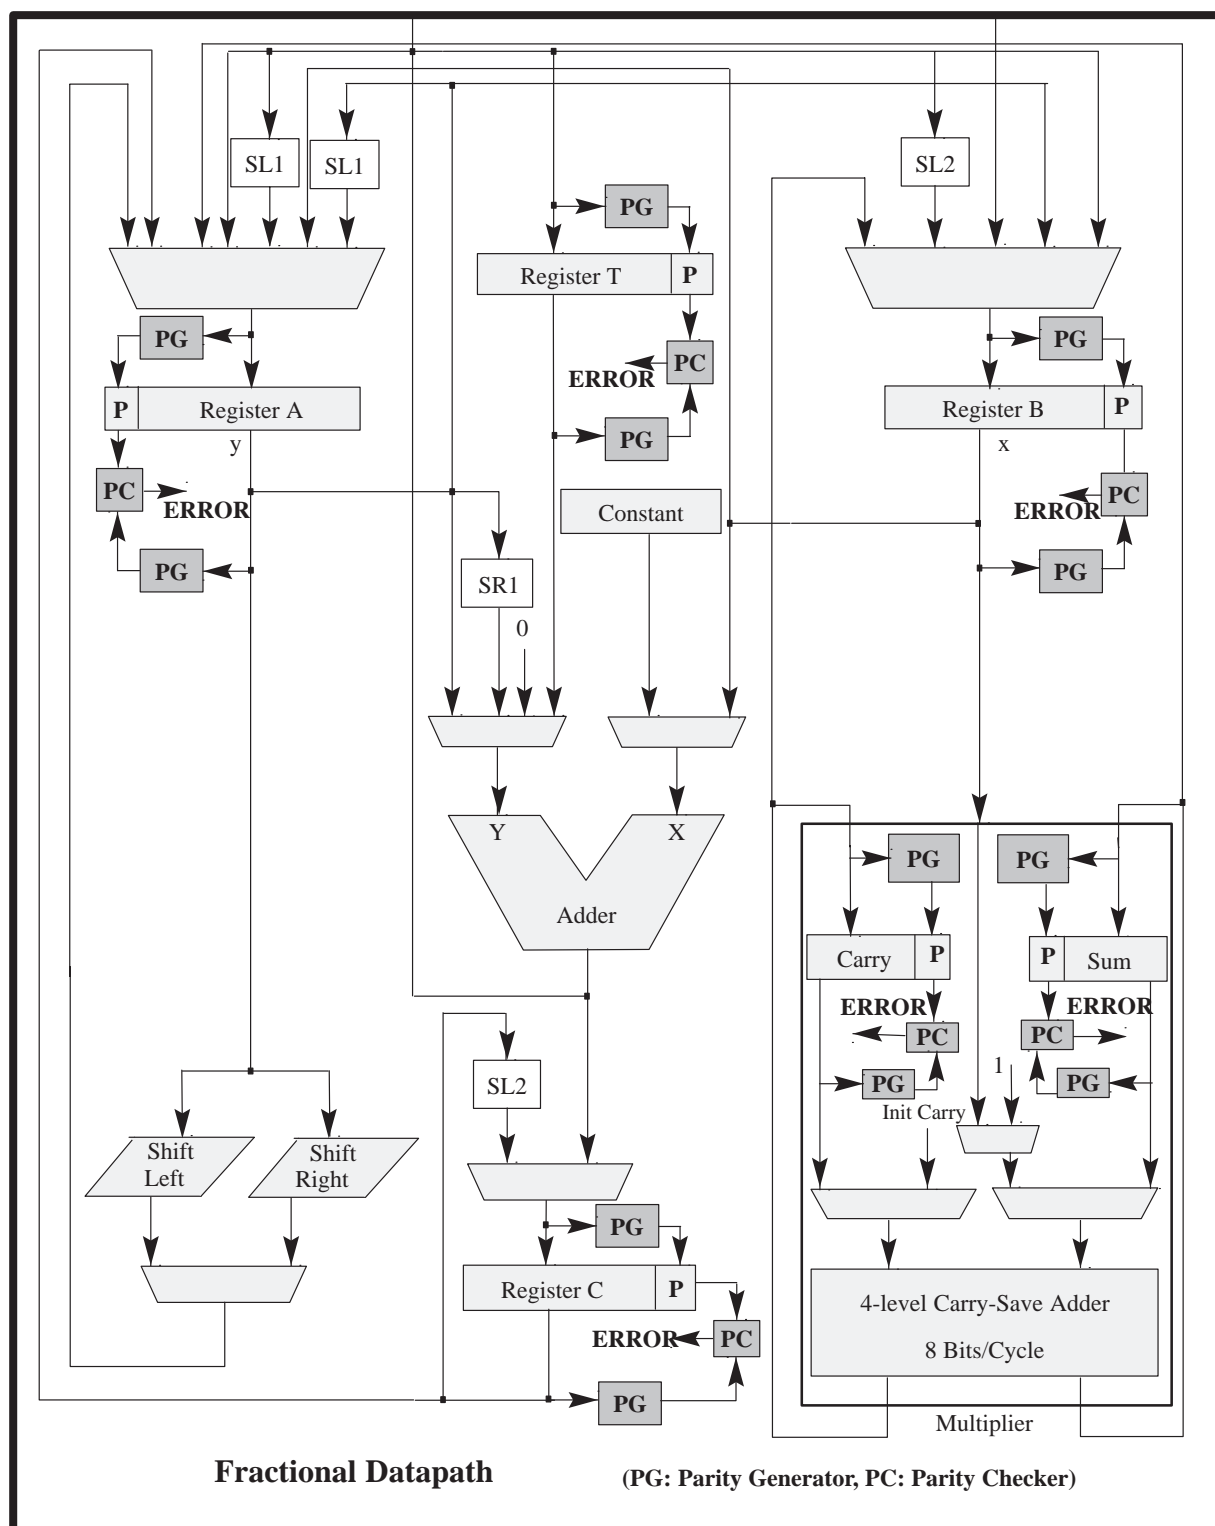 SL1
SL1
SL2
PG
Register T
P
PG
PC
ERROR
PG
P
Register A
y
PC
ERROR
PG
PG
Register B
P
x
PC
ERROR
PG
Constant
SR1
0
Y
X
Adder
PG
PG
Carry
P
P
Sum
ERROR
ERROR
PC
PC
PG
1
PG
Init Carry
SL2
Shift
Left
Shift
Right
PG
Register C
P
ERROR
PC
PG
4-level Carry-Save Adder
8 Bits/Cycle
Multiplier
Fractional Datapath
(PG: Parity Generator, PC: Parity Checker)